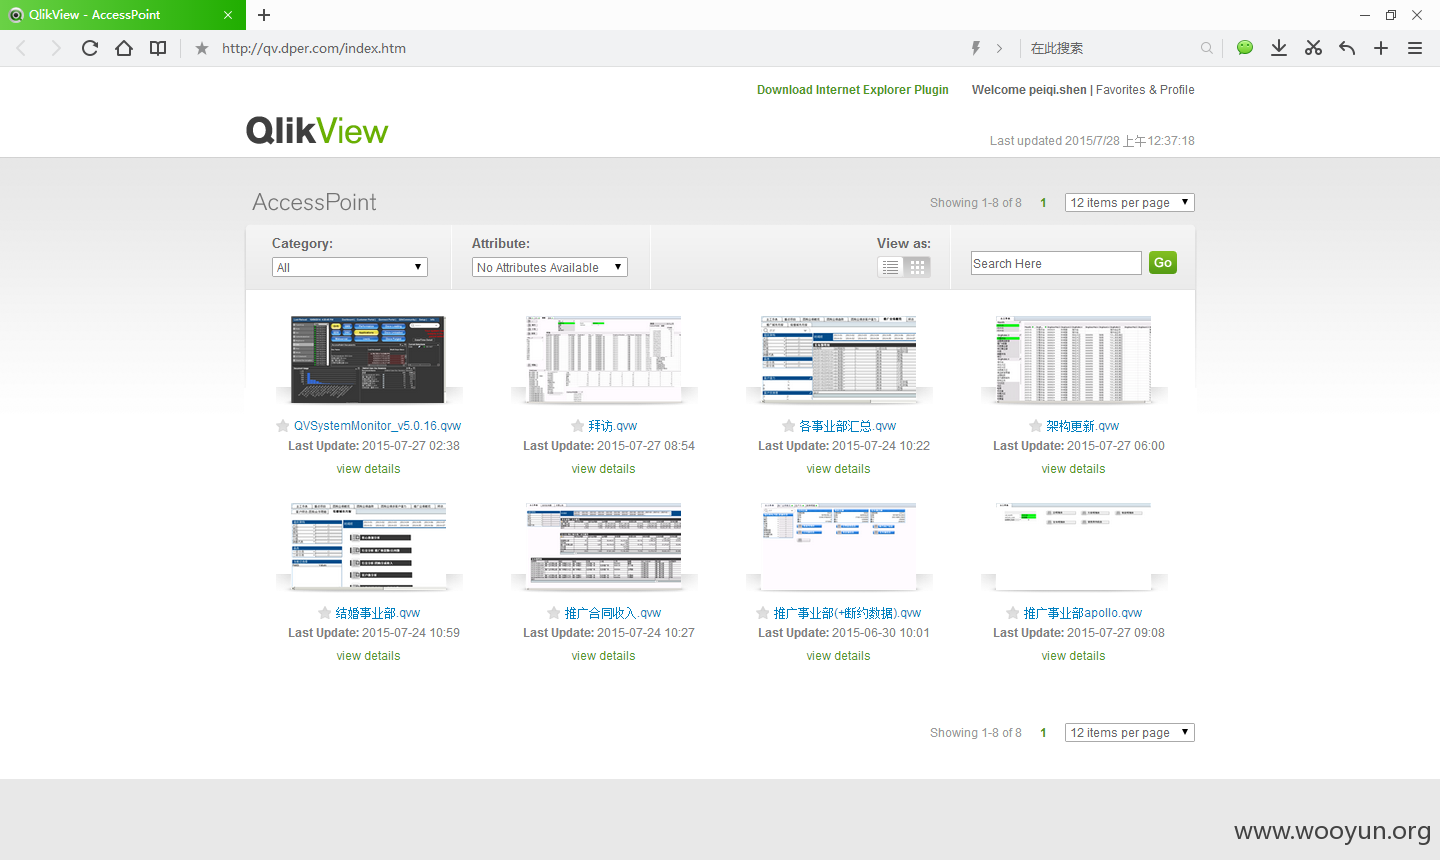 QlikView - AccessPoint
http://qv.dper.com/index.htm
在此搜索
Download Internet Explorer Plugin
Welcome peiqi.shen | Favorites & Profile
QlikView
Last updated 2015/7/28 上午12:37:18
AccessPoint
Showing 1-8 of 8 1 12 items per page
Category:
All
Attribute:
No Attributes Available
View as:
Search Here
Go
QVSystemMonitor_v5.0.16.qvw
Last Update: 2015-07-27 02:38
view details
拜访.qvw
Last Update: 2015-07-27 08:54
view details
各事业部汇总.qvw
Last Update: 2015-07-24 10:22
view details
架构更新.qvw
Last Update: 2015-07-27 06:00
view details
结婚事业部.qvw
Last Update: 2015-07-24 10:59
view details
推广合同收入.qvw
Last Update: 2015-07-24 10:27
view details
推广事业部(+断约数据).qvw
Last Update: 2015-06-30 10:01
view details
推广事业部apollo.qvw
Last Update: 2015-07-27 09:08
view details
Showing 1-8 of 8 1 12 items per page
www.wooyun.org